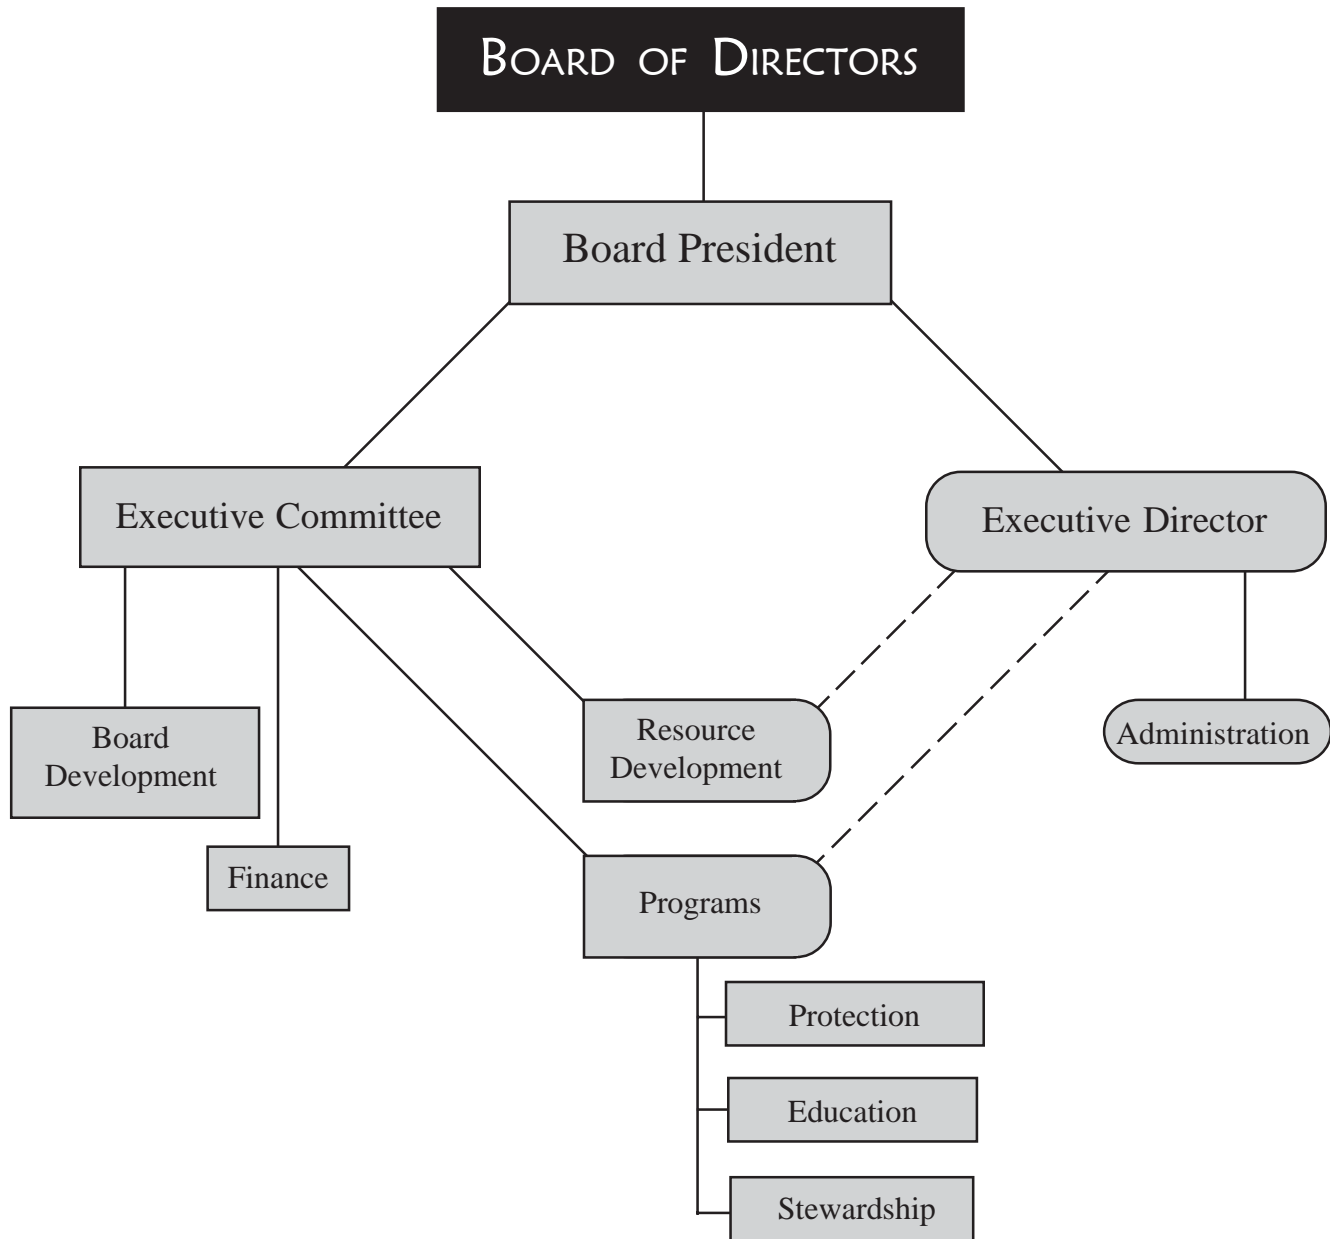 BOARD OF DIRECTORS
Board President
Executive Committee
Executive Director
Board
Development
Resource
Development
Administration
Finance
Programs
Protection
Education
Stewardship